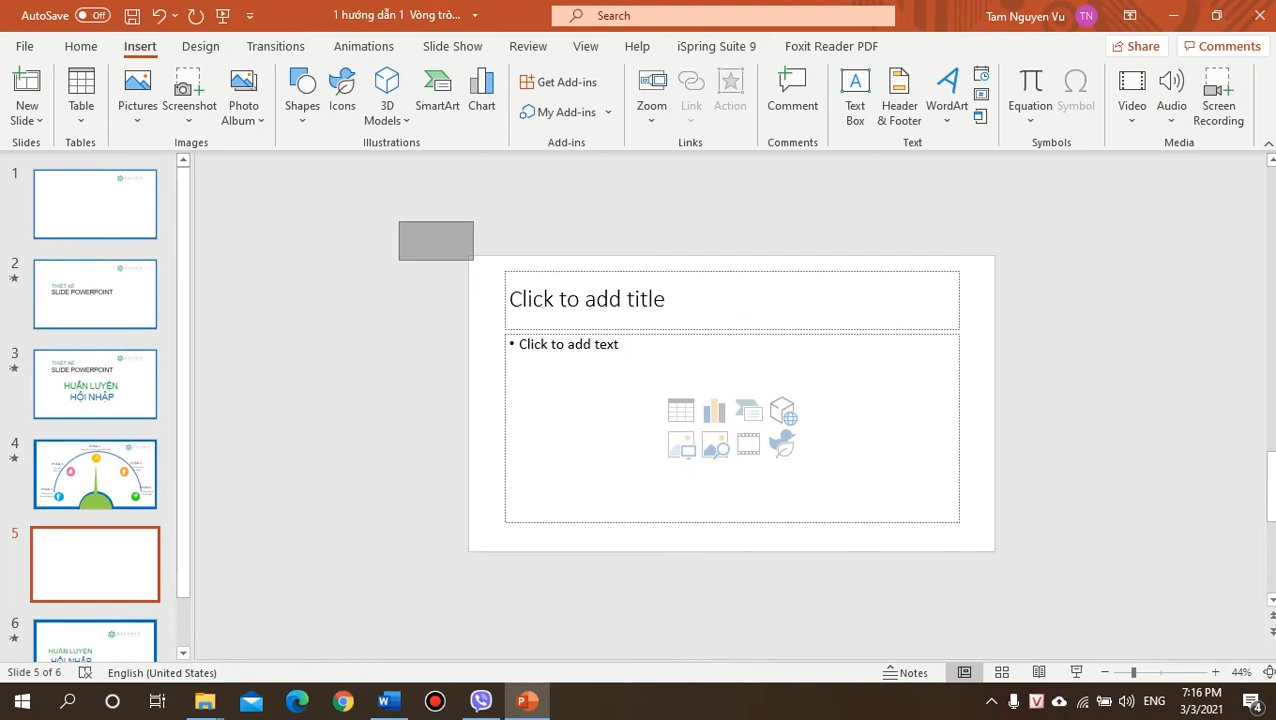 AutoSave Off
1 hướng dẫn 1 Vòng trò...
Search
Tam Nguyen Vu TN
File Home Insert Design Transitions Animations Slide Show Review View Help iSpring Suite 9 Foxit Reader PDF
Share Comments
New Slide
Table
Pictures
Screenshot
Photo Album
Shapes
Icons
3D Models
SmartArt
Chart
Get Add-ins
My Add-ins
Zoom
Link
Action
Comment
Text Box
Header & Footer
WordArt
Equation
Symbol
Video
Audio
Screen Recording
Slides Tables Images Illustrations Add-ins Links Comments Text Symbols Media
1
2
THIẾT KẾ
SLIDE POWERPOINT
3
THIẾT KẾ
SLIDE POWERPOINT
HUẤN LUYỆN
HỘI NHẬP
4
5
6
HUẤN LUYỆN
HỘI NHẬP
Click to add title
• Click to add text
Slide 5 of 6
English (United States)
Notes
44%
ENG
7:16 PM
3/3/2021
4